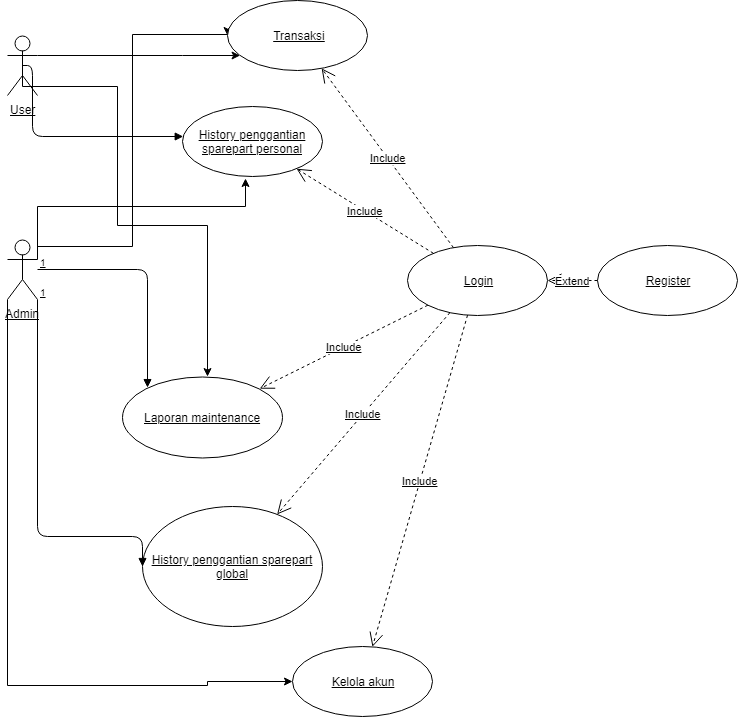 Transaksi
User
History penggantian
sparepart personal
Include
Include
1
Login
Extend
Register
1
Admin
Include
Laporan maintenance
Include
Include
History penggantian sparepart
global
Kelola akun